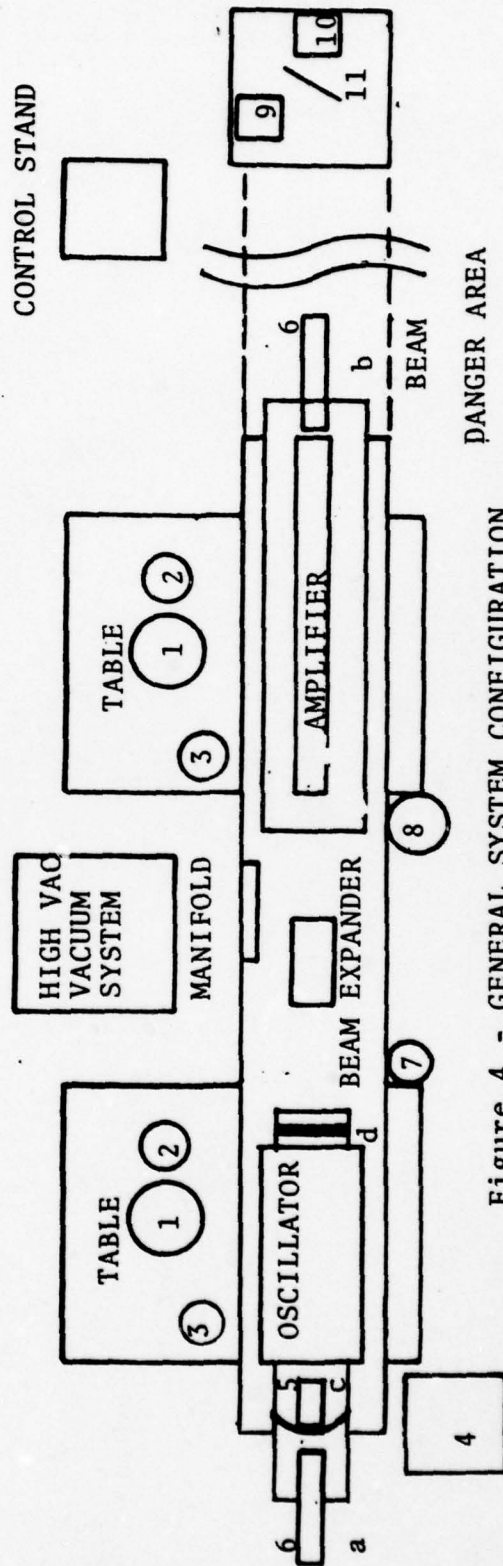 CONTROL STAND
HIGH VAC
VACUUM
SYSTEM
MANIFOLD
TABLE
3
1
2
TABLE
3
1
2
6
a
5
c
OSCILLATOR
d
BEAM EXPANDER
AMPLIFIER
6
b
BEAM
9
10
11
4
7
8
DANGER AREA
Figure 4 - GENERAL SYSTEM CONFIGURATION